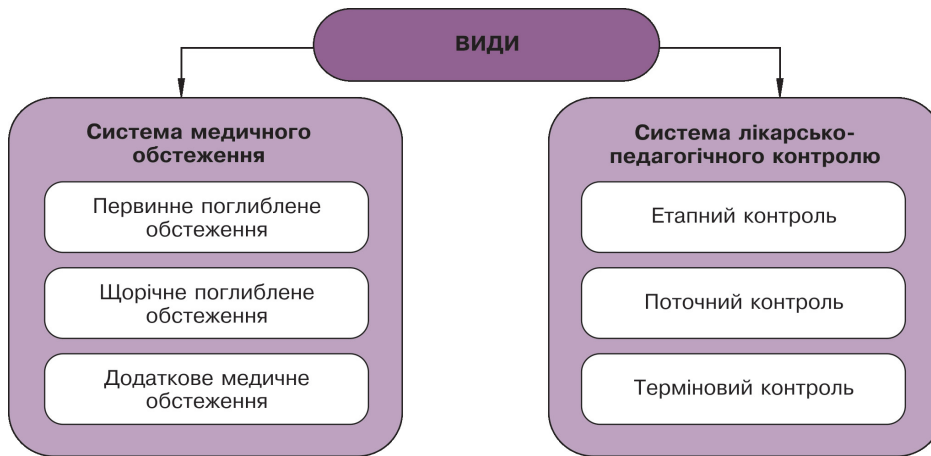 ВИДИ
Система медичного
обстеження
Первинне поглиблене
обстеження
Щорічне поглиблене
обстеження
Додаткове медичне
обстеження
Система лікарсько-
педагогічного контролю
Етапний контроль
Поточний контроль
Терміновий контроль